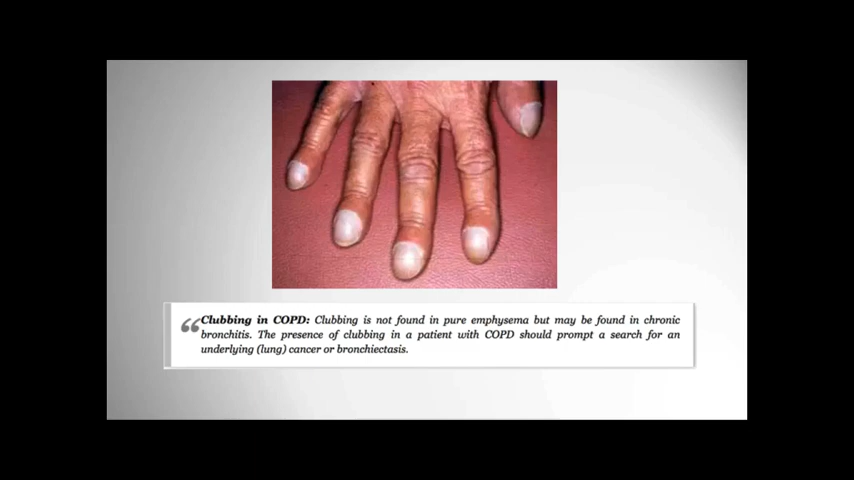 “Clubbing in COPD: Clubbing is not found in pure emphysema but may be found in chronic
bronchitis. The presence of clubbing in a patient with COPD should prompt a search for an
underlying (lung) cancer or bronchiectasis.